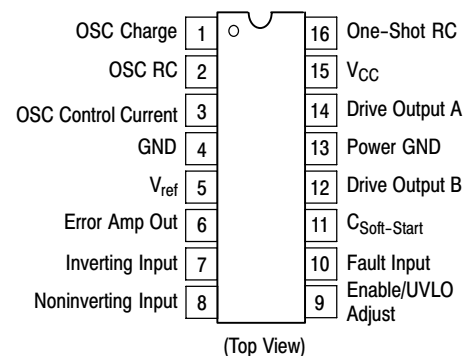 OSC Charge 1 16 One-Shot RC
OSC RC 2 15 VCC
OSC Control Current 3 14 Drive Output A
GND 4 13 Power GND
Vref 5 12 Drive Output B
Error Amp Out 6 11 CSoft-Start
Inverting Input 7 10 Fault Input
Noninverting Input 8 9 Enable/UVLO
Adjust
(Top View)